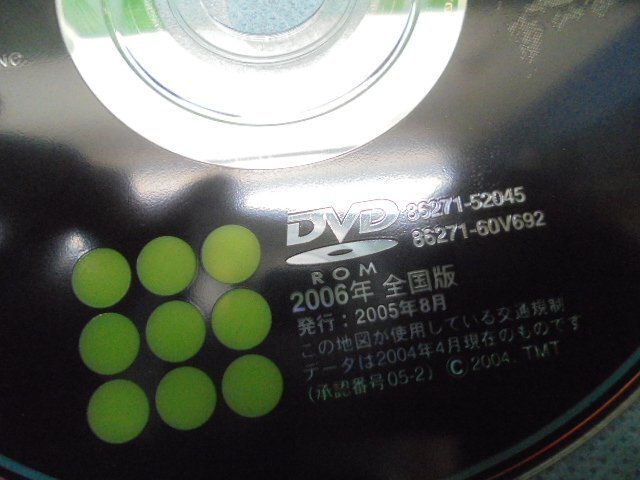 NG
DVD
ROM
86271-52045
86271-60V692
2006年 全国版
発行：2005年8月
この地図が使用している交通規制
データは2004年4月現在のものです
(承認番号05-2) © 2004. TMT